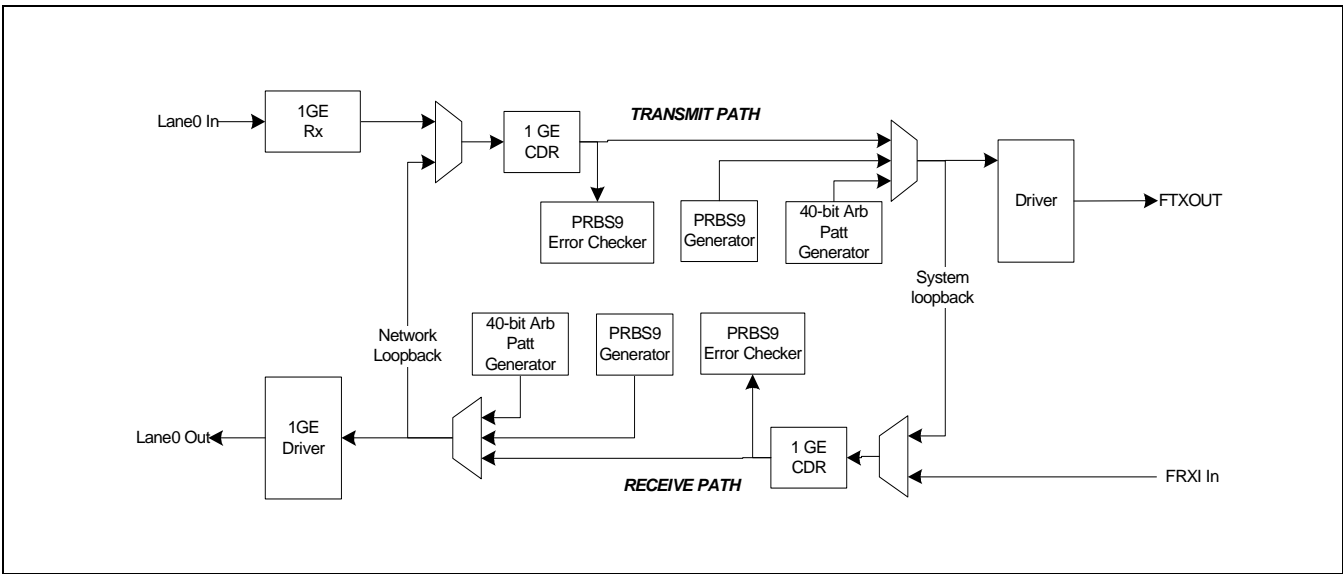 Lane0 In
1GE
Rx
1 GE
CDR
TRANSMIT PATH
PRBS9
Error Checker
PRBS9
Generator
40-bit Arb
Patt
Generator
Driver
FTXOUT
System
loopback
Network
Loopback
40-bit Arb
Patt
Generator
PRBS9
Generator
PRBS9
Error Checker
Lane0 Out
1GE
Driver
1 GE
CDR
RECEIVE PATH
FRXI In